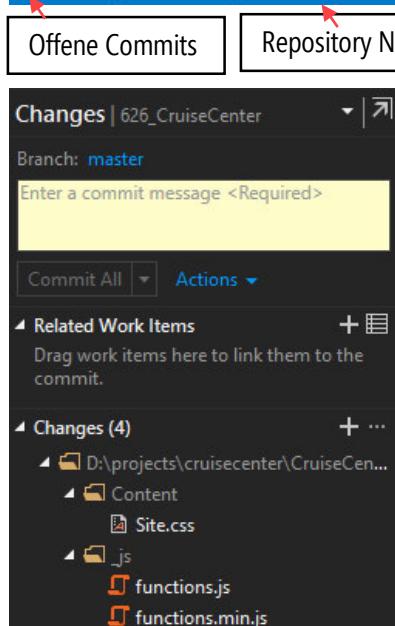 Offene Commits
Repository N
Changes | 626_CruiseCenter
Branch: master
Enter a commit message <Required>
Commit All
Actions
Related Work Items
Drag work items here to link them to the
commit.
Changes (4)
D:\projects\cruisecenter\CruiseCen...
Content
Site.css
_js
functions.js
functions.min.js